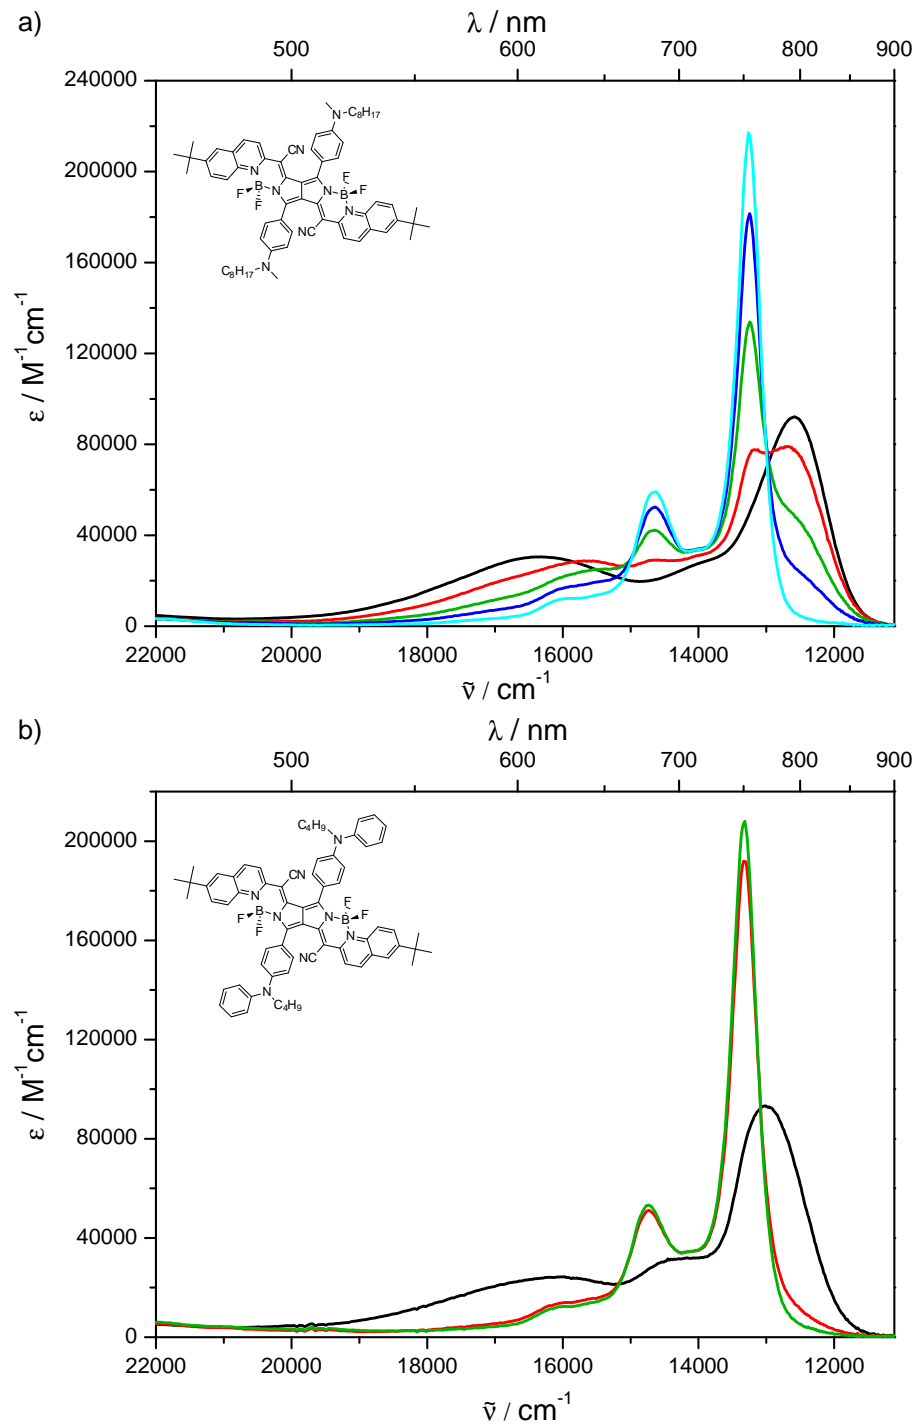 a)
λ / nm
500 600 700 800 900
240000
200000
160000
120000
80000
40000
0
ε / M⁻¹cm⁻¹
N C₈H₁₇
CN
N
F B N N B F
F F
N
NC
C₈H₁₇ N
22000 20000 18000 16000 14000 12000
ṽ / cm⁻¹
b)
λ / nm
500 600 700 800 900
200000
160000
120000
80000
40000
0
ε / M⁻¹cm⁻¹
C₄H₉ N
CN
N
F B N N B F
F F
N
NC
N C₄H₉
22000 20000 18000 16000 14000 12000
ṽ / cm⁻¹